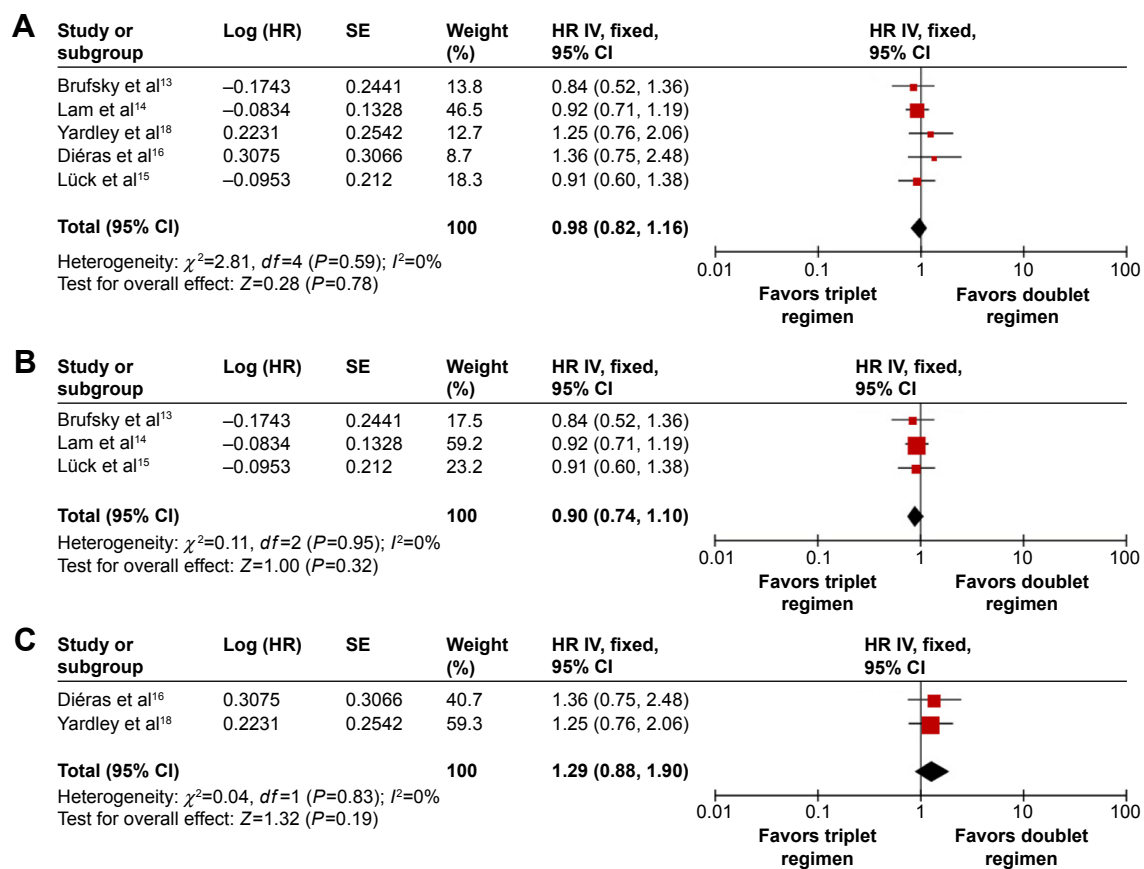 A
Study or subgroup Log (HR) SE Weight (%) HR IV, fixed, 95% CI HR IV, fixed, 95% CI
Brufsky et al13 –0.1743 0.2441 13.8 0.84 (0.52, 1.36)
Lam et al14 –0.0834 0.1328 46.5 0.92 (0.71, 1.19)
Yardley et al18 0.2231 0.2542 12.7 1.25 (0.76, 2.06)
Diéras et al16 0.3075 0.3066 8.7 1.36 (0.75, 2.48)
Lück et al15 –0.0953 0.212 18.3 0.91 (0.60, 1.38)
Total (95% CI) 100 0.98 (0.82, 1.16)
Heterogeneity: χ2=2.81, df=4 (P=0.59); I2=0%
Test for overall effect: Z=0.28 (P=0.78)
0.01 0.1 1 10 100
Favors triplet regimen Favors doublet regimen
B
Study or subgroup Log (HR) SE Weight (%) HR IV, fixed, 95% CI HR IV, fixed, 95% CI
Brufsky et al13 –0.1743 0.2441 17.5 0.84 (0.52, 1.36)
Lam et al14 –0.0834 0.1328 59.2 0.92 (0.71, 1.19)
Lück et al15 –0.0953 0.212 23.2 0.91 (0.60, 1.38)
Total (95% CI) 100 0.90 (0.74, 1.10)
Heterogeneity: χ2=0.11, df=2 (P=0.95); I2=0%
Test for overall effect: Z=1.00 (P=0.32)
0.01 0.1 1 10 100
Favors triplet regimen Favors doublet regimen
C
Study or subgroup Log (HR) SE Weight (%) HR IV, fixed, 95% CI HR IV, fixed, 95% CI
Diéras et al16 0.3075 0.3066 40.7 1.36 (0.75, 2.48)
Yardley et al18 0.2231 0.2542 59.3 1.25 (0.76, 2.06)
Total (95% CI) 100 1.29 (0.88, 1.90)
Heterogeneity: χ2=0.04, df=1 (P=0.83); I2=0%
Test for overall effect: Z=1.32 (P=0.19)
0.01 0.1 1 10 100
Favors triplet regimen Favors doublet regimen